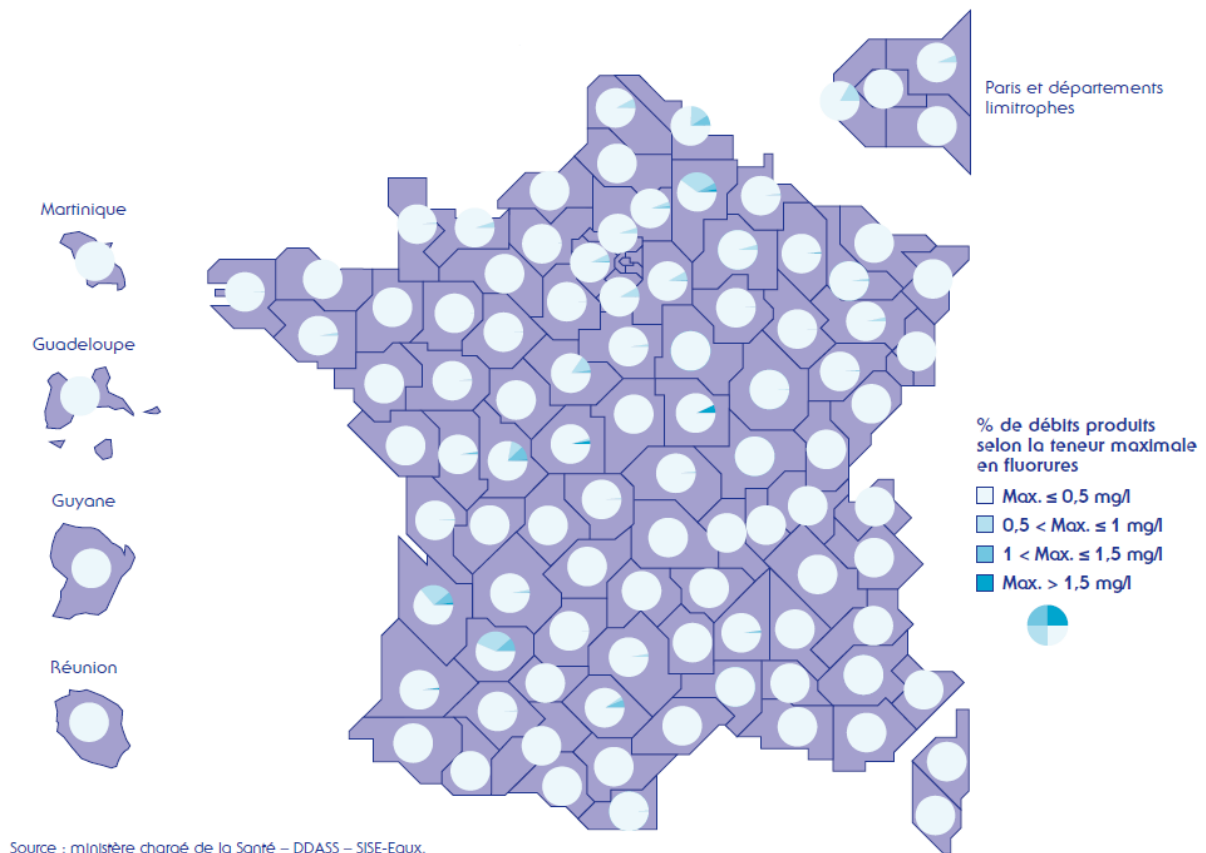 Paris et départements
limitrophes
Martinique
Guadeloupe
Guyane
Réunion
% de débits produits
selon la teneur maximale
en fluorures
Max. ≤ 0,5 mg/l
0,5 < Max. ≤ 1 mg/l
1 < Max. ≤ 1,5 mg/l
Max. > 1,5 mg/l
Source : ministère chargé de la Santé – DDASS – SISE-Eaux.